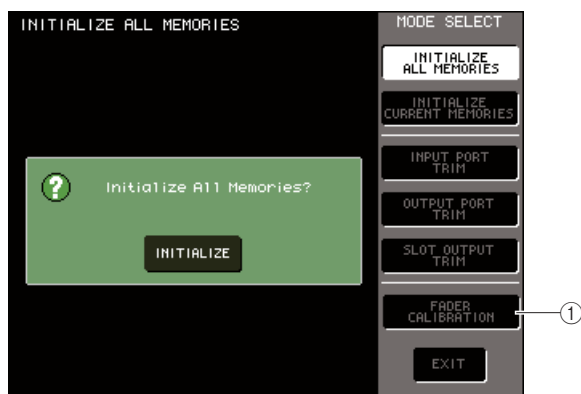 INITIALIZE ALL MEMORIES
MODE SELECT
INITIALIZE
ALL MEMORIES
INITIALIZE
CURRENT MEMORIES
INPUT PORT
TRIM
OUTPUT PORT
TRIM
SLOT OUTPUT
TRIM
FADER
CALIBRATION
EXIT
?
Initialize All Memories?
INITIALIZE
1